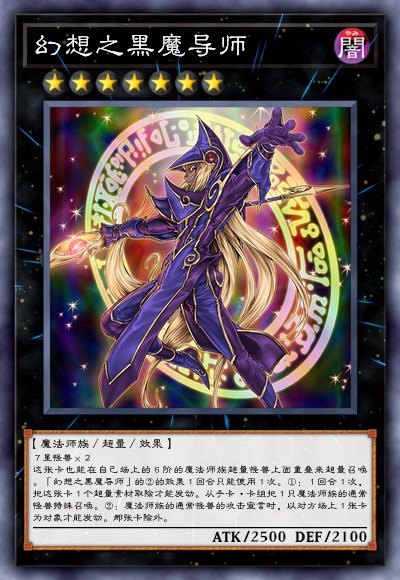 幻想之黑魔导师
やみ
闇
【魔法师族／超量／效果】
７星怪兽×２
这张卡也能在自己场上的６阶的魔法师族超量怪兽上面重叠来超量召
唤。「幻想之黑魔导师」的②的效果１回合只能使用１次。①：１回合１次，
把这张卡１个超量素材取除才能发动。从手卡·卡组把１只魔法师族的通常
怪兽特殊召唤。②：魔法师族的通常怪兽的攻击宣言时，以对方场上１张卡
为对象才能发动。那张卡除外。
ATK/2500 DEF/2100